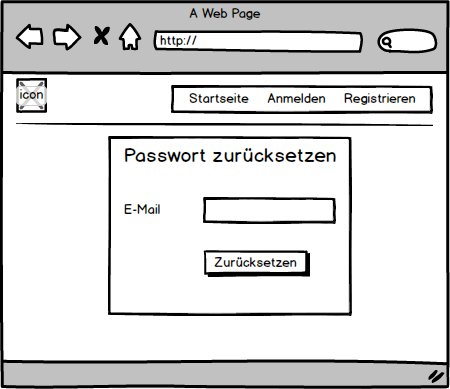 A Web Page
http://
icon
Startseite Anmelden Registrieren
Passwort zurücksetzen
E-Mail
Zurücksetzen